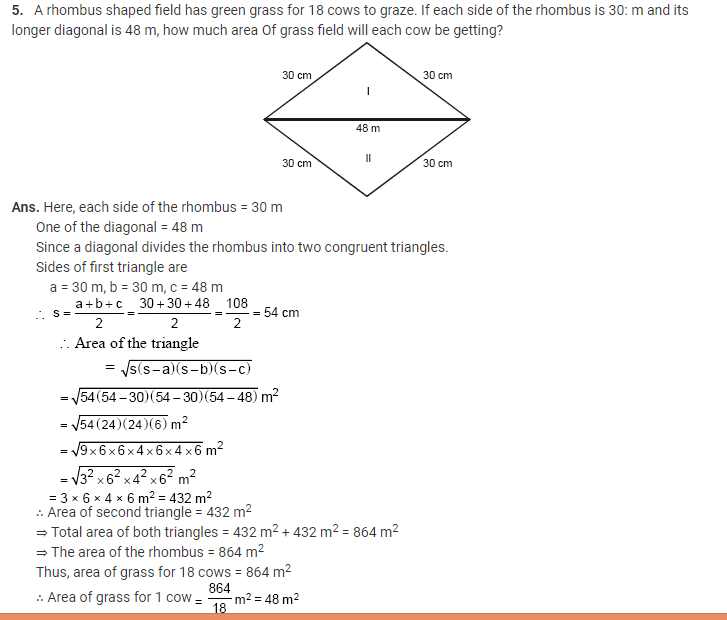 5. A rhombus shaped field has green grass for 18 cows to graze. If each side of the rhombus is 30: m and its
longer diagonal is 48 m, how much area Of grass field will each cow be getting?
30 cm 30 cm
I
48 m
30 cm II 30 cm
Ans. Here, each side of the rhombus = 30 m
One of the diagonal = 48 m
Since a diagonal divides the rhombus into two congruent triangles.
Sides of first triangle are
a = 30 m, b = 30 m, c = 48 m
∴ s = (a+b+c)/2 = (30+30+48)/2 = 108/2 = 54 cm
∴ Area of the triangle
= √(s(s−a)(s−b)(s−c))
= √(54(54−30)(54−30)(54−48)) m²
= √(54(24)(24)(6)) m²
= √(9×6×6×4×6×4×6) m²
= √(3²×6²×4²×6²) m²
= 3 × 6 × 4 × 6 m² = 432 m²
∴ Area of second triangle = 432 m²
⇒ Total area of both triangles = 432 m² + 432 m² = 864 m²
⇒ The area of the rhombus = 864 m²
Thus, area of grass for 18 cows = 864 m²
∴ Area of grass for 1 cow = 864/18 m² = 48 m²